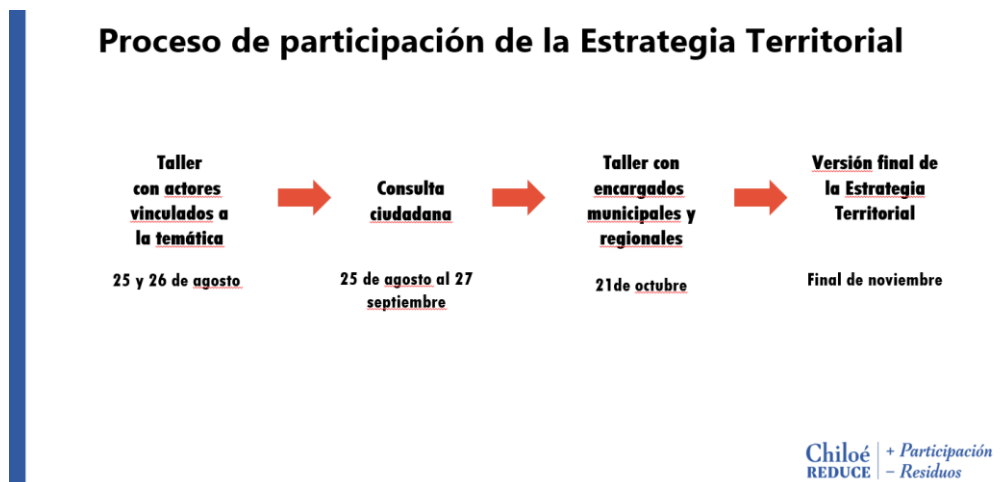 Proceso de participación de la Estrategia Territorial
Taller
con actores
vinculados a
la temática
25 y 26 de agosto
Consulta
ciudadana
25 de agosto al 27
septiembre
Taller con
encargados
municipales y
regionales
21de octubre
Versión final de
la Estrategia
Territorial
Final de noviembre
Chiloé
REDUCE
+ Participación
– Residuos